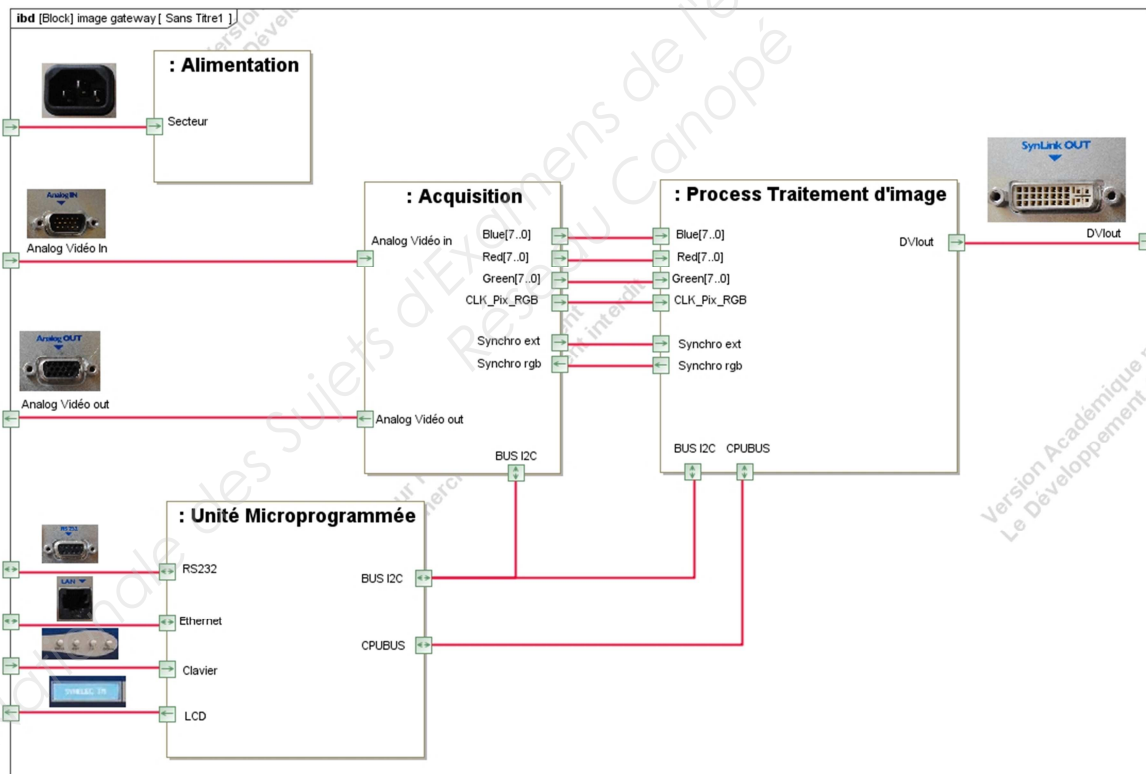 ibd [Block] image gateway [ Sans Titre1 ]
: Alimentation
Secteur
Analog IN
Analog Vidéo In
: Acquisition
Analog Vidéo in
Blue[7..0]
Red[7..0]
Green[7..0]
CLK_Pix_RGB
Synchro ext
Synchro rgb
Analog Vidéo out
BUS I2C
: Process Traitement d'image
Blue[7..0]
Red[7..0]
Green[7..0]
CLK_Pix_RGB
Synchro ext
Synchro rgb
DVIout
BUS I2C CPUBUS
SynLink OUT
DVIout
Analog OUT
Analog Vidéo out
: Unité Microprogrammée
RS232
RS232
LAN
Ethernet
Clavier
LCD
BUS I2C
CPUBUS
des Sujets d'Examens de l'e
Réseau Canopé
Version Académique
Le Développement